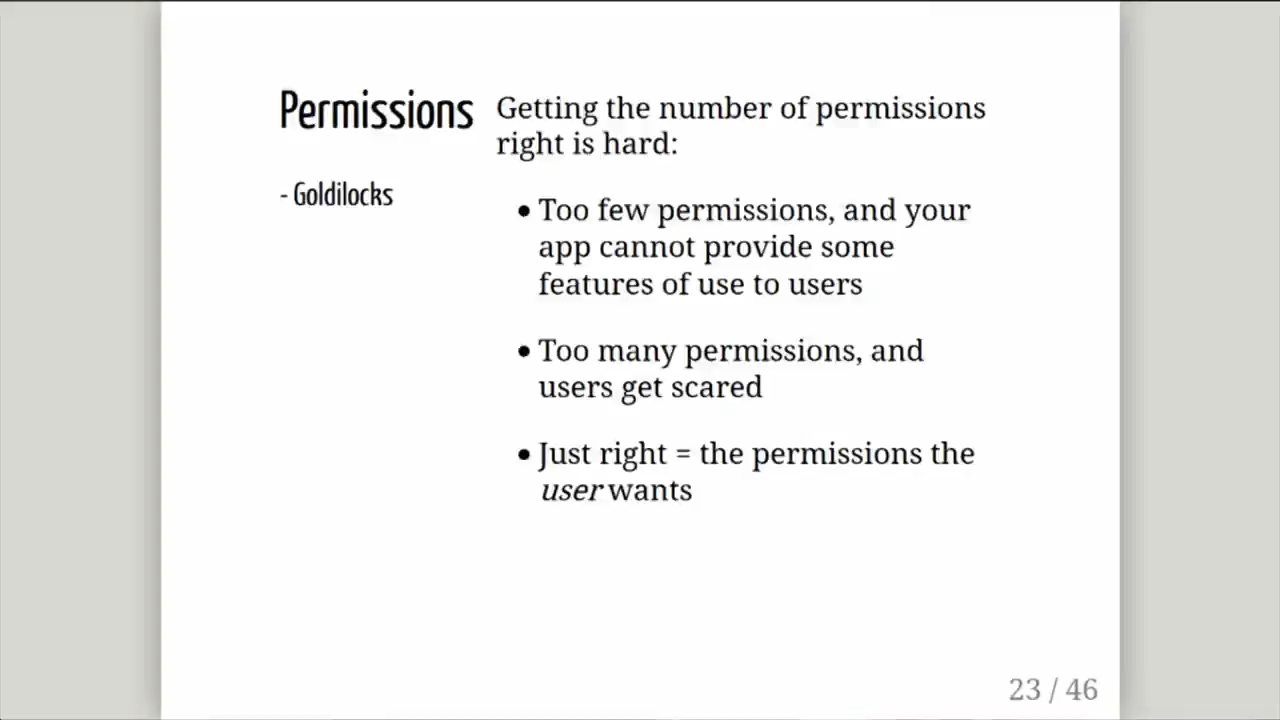 Permissions
- Goldilocks
Getting the number of permissions
right is hard:
• Too few permissions, and your
app cannot provide some
features of use to users
• Too many permissions, and
users get scared
• Just right = the permissions the
user wants
23 / 46